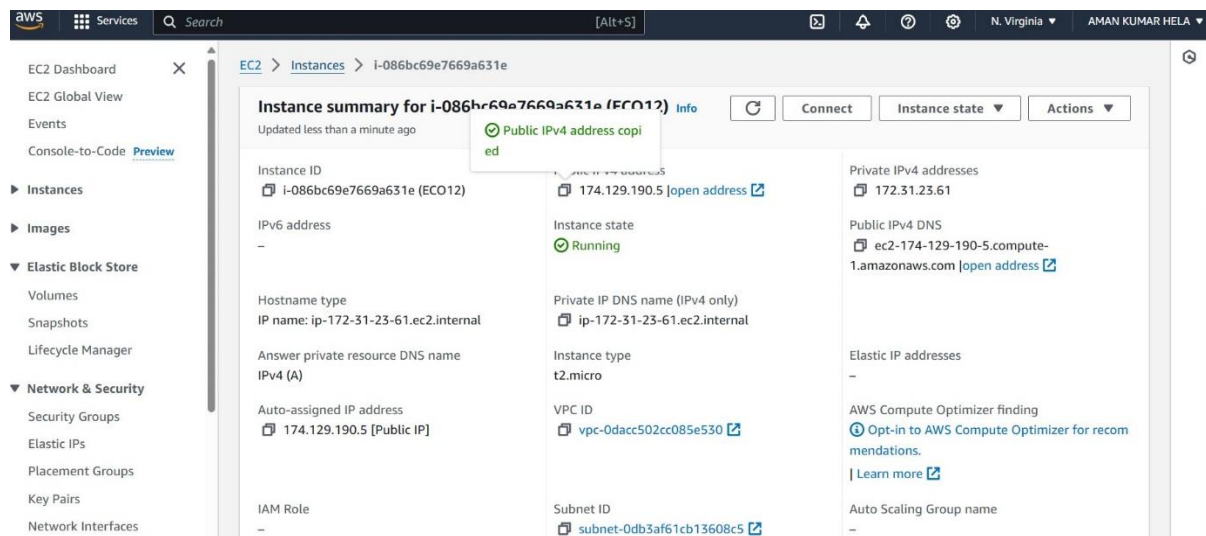 aws
Services
Search
[Alt+S]
N. Virginia
AMAN KUMAR HELA
EC2 Dashboard
EC2 Global View
Events
Console-to-Code Preview
Instances
Images
Elastic Block Store
Volumes
Snapshots
Lifecycle Manager
Network & Security
Security Groups
Elastic IPs
Placement Groups
Key Pairs
Network Interfaces
EC2 > Instances > i-086bc69e7669a631e
Instance summary for i-086bc69e7669a631e (ECO12) Info
Connect
Instance state
Actions
Updated less than a minute ago
Public IPv4 address copi
ed
Instance ID
i-086bc69e7669a631e (ECO12)
Public IPv4 address
174.129.190.5 |open address
Private IPv4 addresses
172.31.23.61
IPv6 address
–
Instance state
Running
Public IPv4 DNS
ec2-174-129-190-5.compute-
1.amazonaws.com |open address
Hostname type
IP name: ip-172-31-23-61.ec2.internal
Private IP DNS name (IPv4 only)
ip-172-31-23-61.ec2.internal
Answer private resource DNS name
IPv4 (A)
Instance type
t2.micro
Elastic IP addresses
–
Auto-assigned IP address
174.129.190.5 [Public IP]
VPC ID
vpc-0dacc502cc085e530
AWS Compute Optimizer finding
Opt-in to AWS Compute Optimizer for recom
mendations.
| Learn more
IAM Role
–
Subnet ID
subnet-0db3af61cb13608c5
Auto Scaling Group name
–